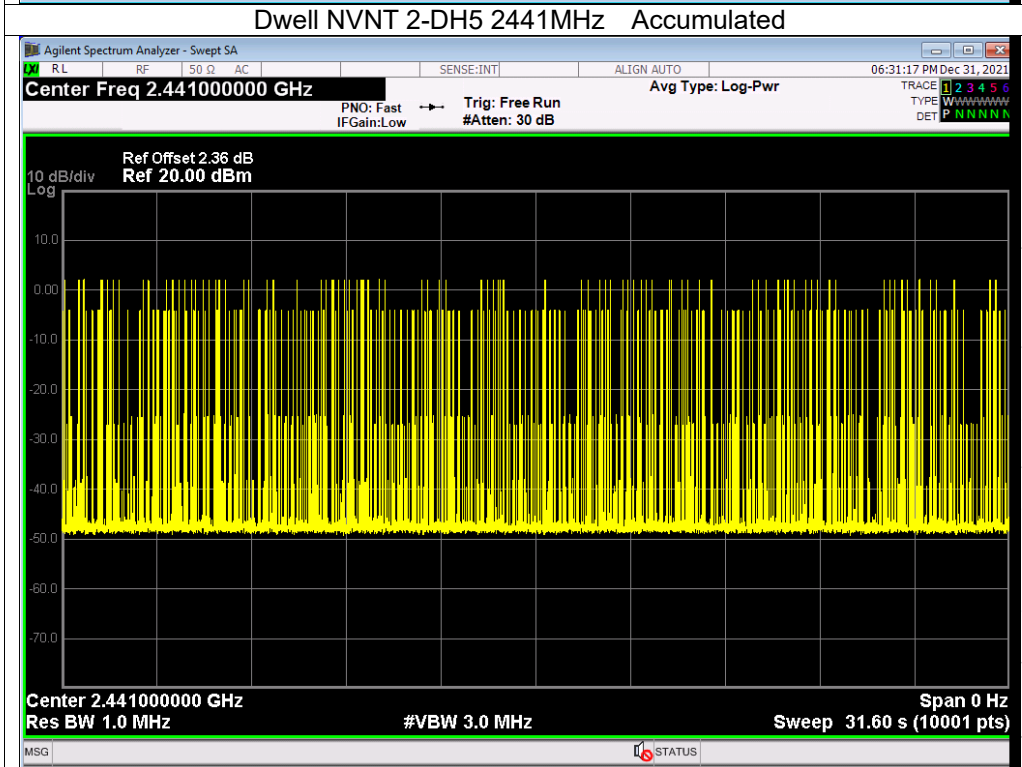 Dwell NVNT 2-DH5 2441MHz Accumulated
Agilent Spectrum Analyzer - Swept SA
LXI RL RF 50 Ω AC SENSE:INT ALIGN AUTO 06:31:17 PM Dec 31, 2021
Center Freq 2.441000000 GHz Avg Type: Log-Pwr TRACE 1 2 3 4 5 6
PNO: Fast Trig: Free Run TYPE WWWWWW
IFGain:Low #Atten: 30 dB DET P N N N N N
Ref Offset 2.36 dB
10 dB/div Ref 20.00 dBm
Log
10.0
0.00
-10.0
-20.0
-30.0
-40.0
-50.0
-60.0
-70.0
Center 2.441000000 GHz Span 0 Hz
Res BW 1.0 MHz #VBW 3.0 MHz Sweep 31.60 s (10001 pts)
MSG STATUS